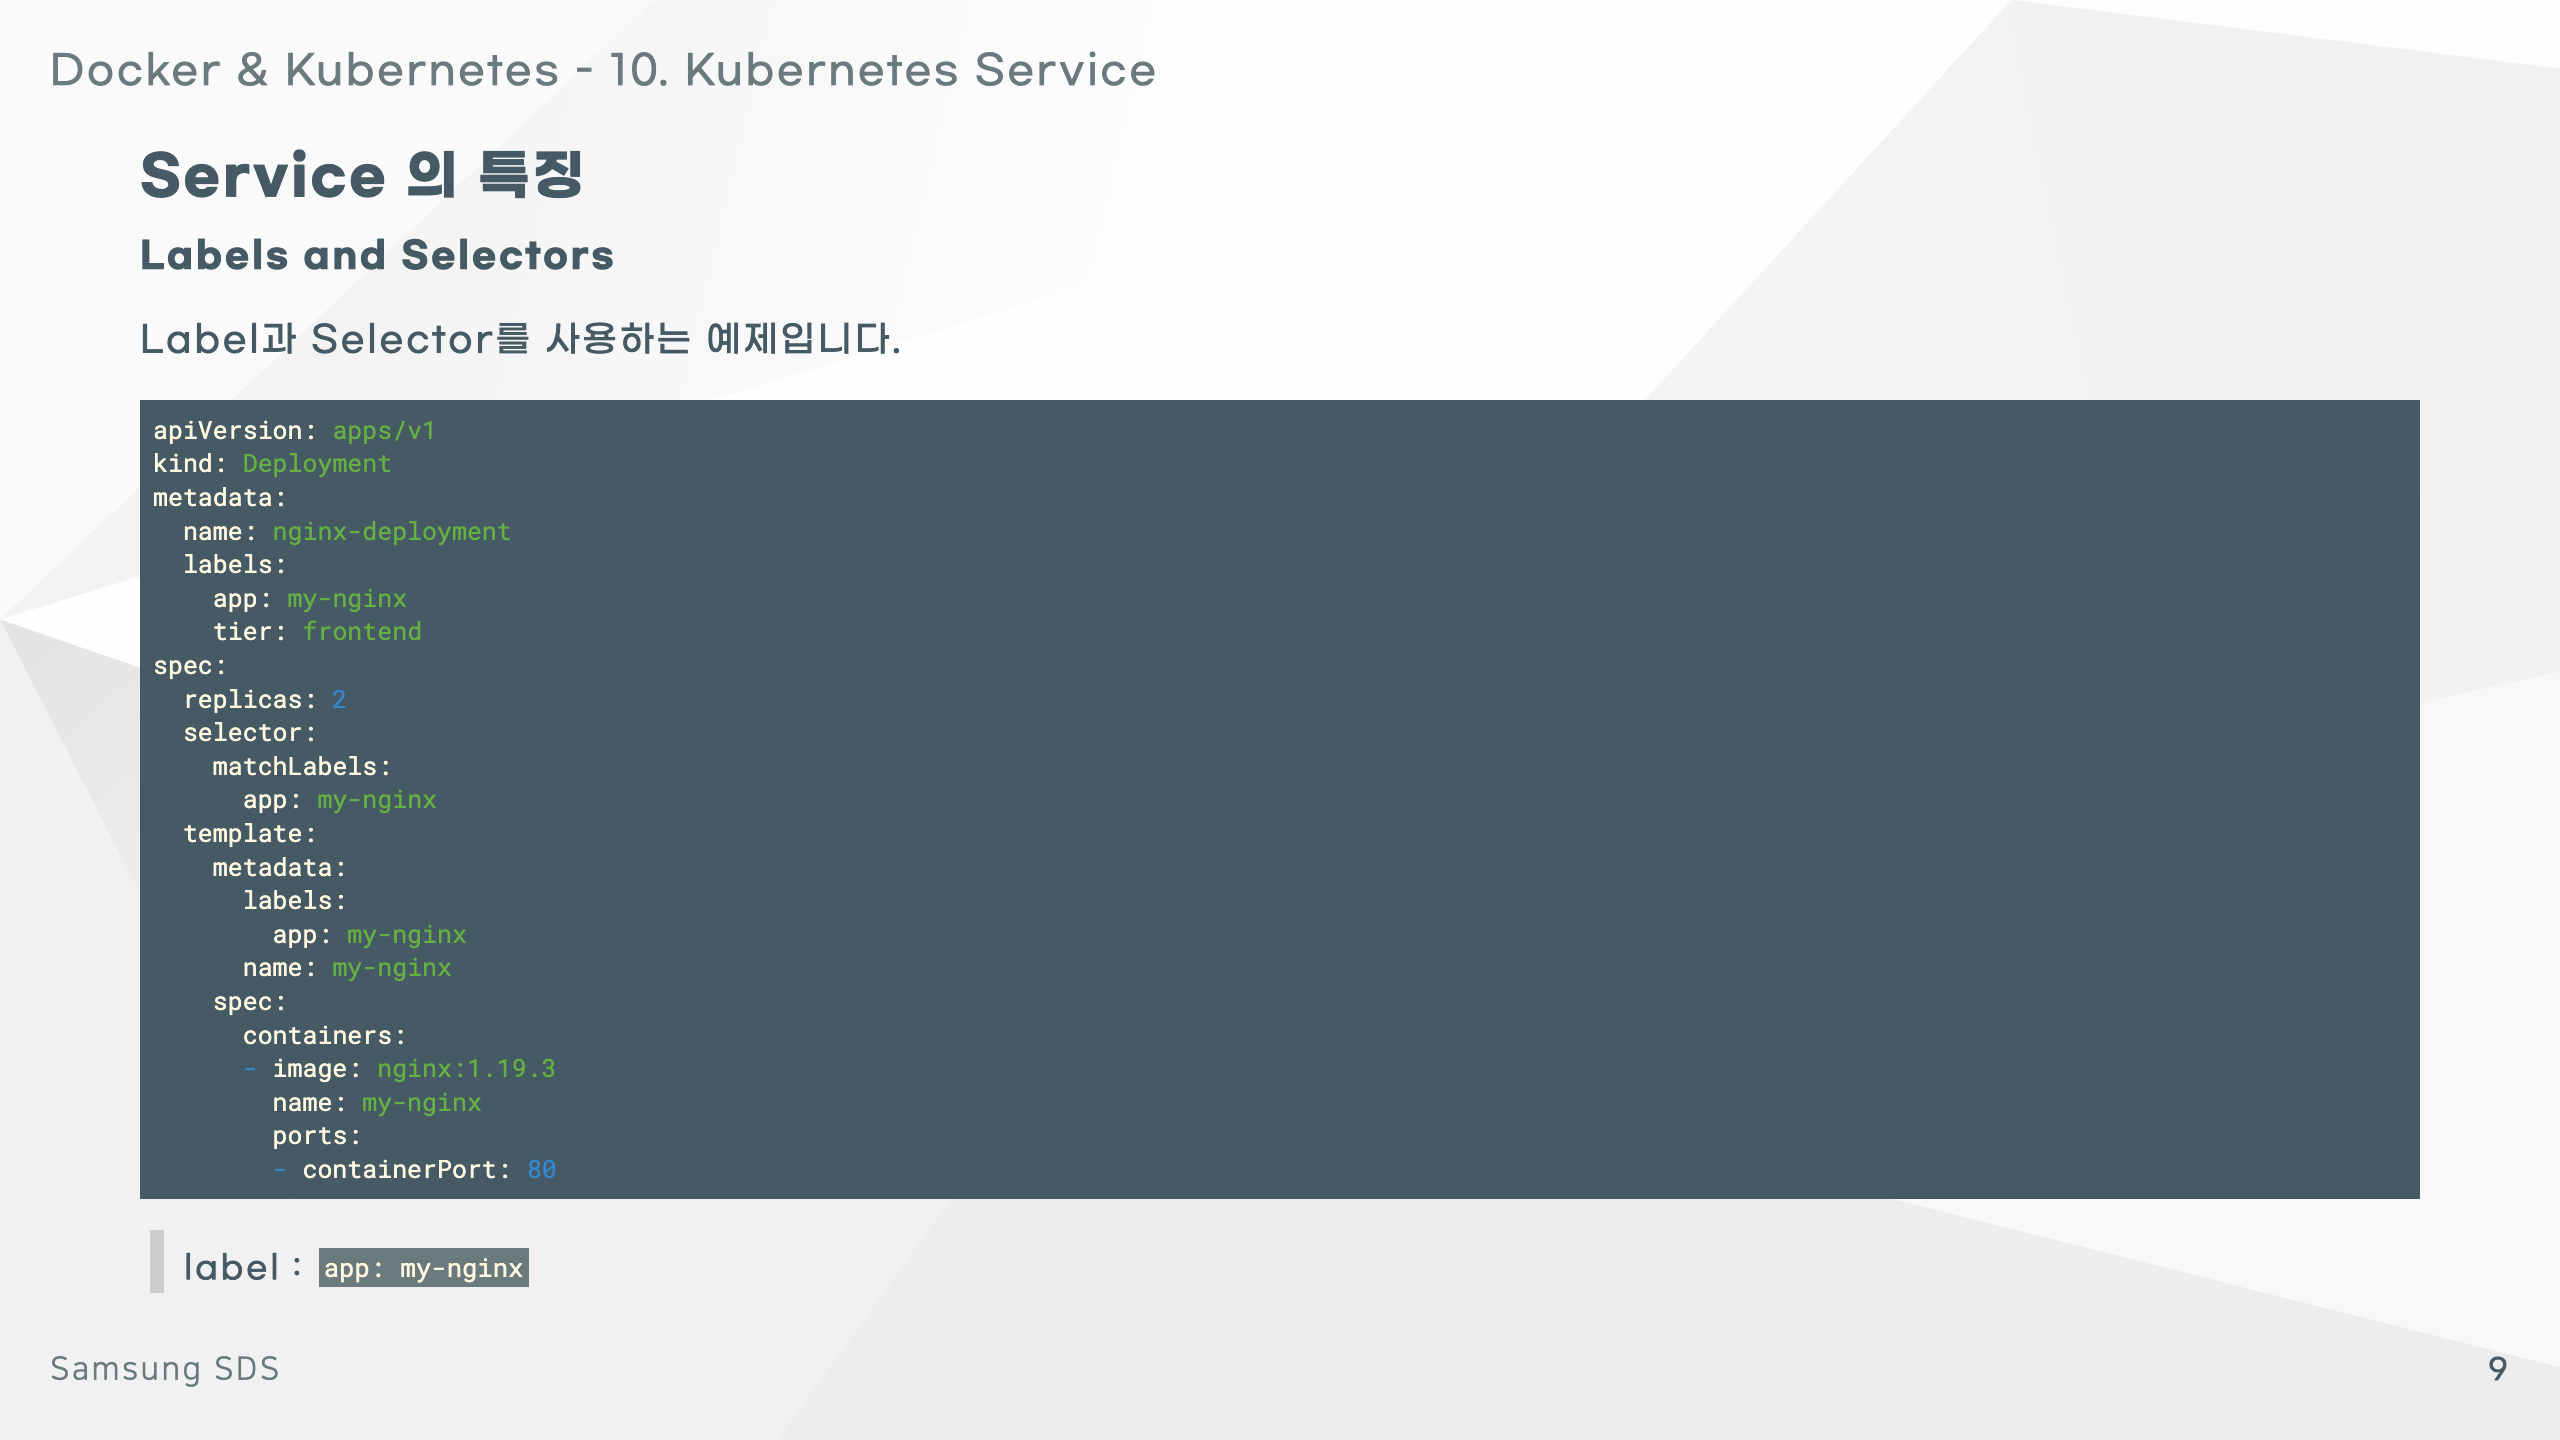 Docker & Kubernetes - 10. Kubernetes Service
Service 의 특징
Labels and Selectors
Label과 Selector를 사용하는 예제입니다.
apiVersion: apps/v1
kind: Deployment
metadata:
  name: nginx-deployment
  labels:
    app: my-nginx
    tier: frontend
spec:
  replicas: 2
  selector:
    matchLabels:
      app: my-nginx
  template:
    metadata:
      labels:
        app: my-nginx
      name: my-nginx
    spec:
      containers:
      - image: nginx:1.19.3
        name: my-nginx
        ports:
        - containerPort: 80
label : app: my-nginx
Samsung SDS
9